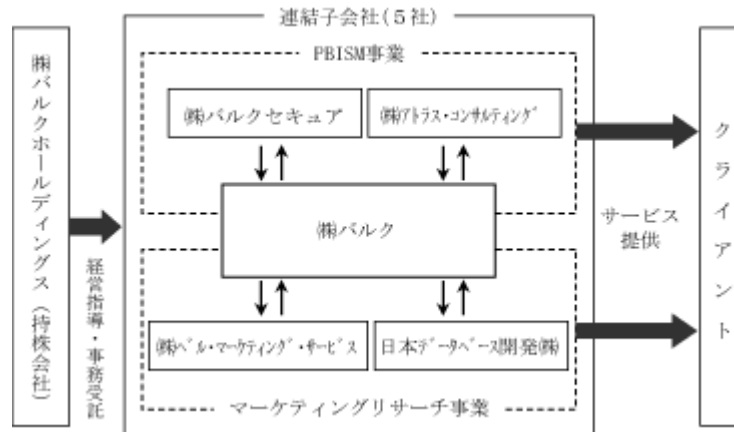 ㈱バルクホールディングス（持株会社）
経営指導・事務受託
連結子会社(５社)
PBISM事業
㈱バルクセキュア
㈱ｱﾄﾗｽ・ｺﾝｻﾙﾃｨﾝｸﾞ
㈱バルク
㈱ﾍﾞﾙ・ﾏｰｹﾃｨﾝｸﾞ・ｻｰﾋﾞｽ
日本ﾃﾞｰﾀﾍﾞｰｽ開発㈱
マーケティングリサーチ事業
サービス
提供
クライアント